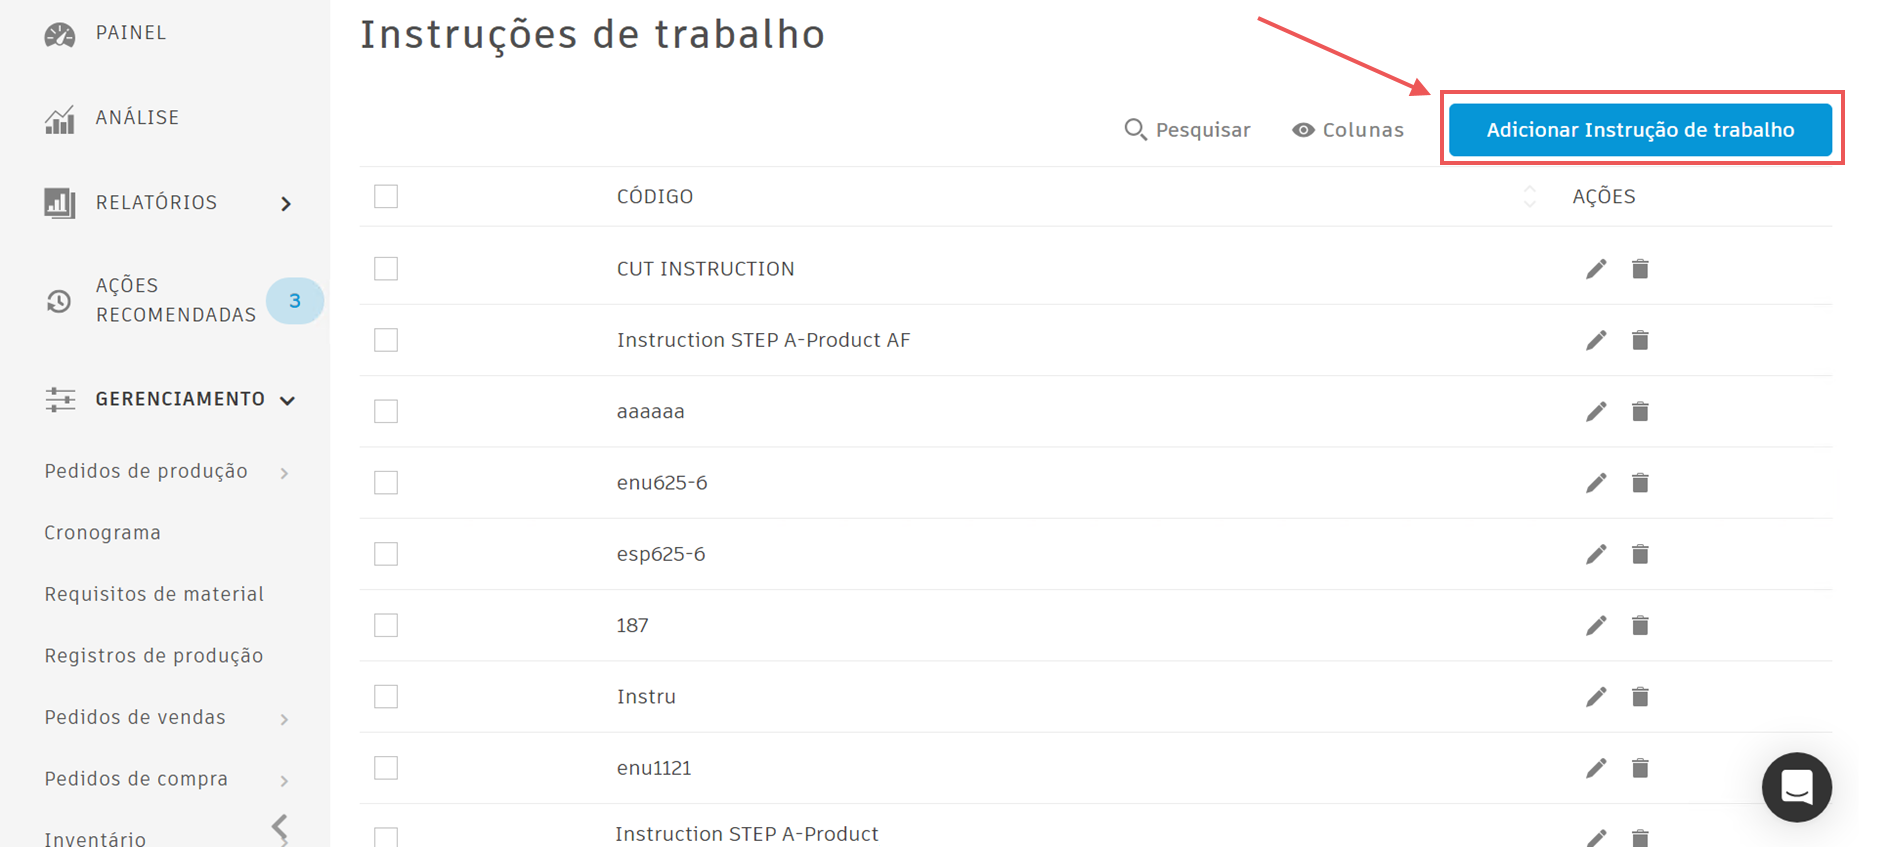 PAINEL
ANÁLISE
RELATÓRIOS
AÇÕES
RECOMENDADAS
3
GERENCIAMENTO
Pedidos de produção
Cronograma
Requisitos de material
Registros de produção
Pedidos de vendas
Pedidos de compra
Inventário
Instruções de trabalho
Pesquisar
Colunas
Adicionar Instrução de trabalho
CÓDIGO
AÇÕES
CUT INSTRUCTION
Instruction STEP A-Product AF
aaaaaa
enu625-6
esp625-6
187
Instru
enu1121
Instruction STEP A-Product